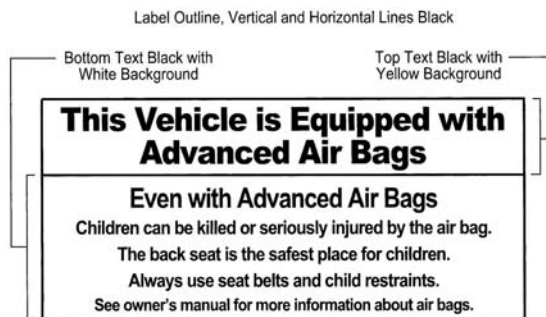 Label Outline, Vertical and Horizontal Lines Black
Bottom Text Black with
White Background
Top Text Black with
Yellow Background
This Vehicle is Equipped with
Advanced Air Bags
Even with Advanced Air Bags
Children can be killed or seriously injured by the air bag.
The back seat is the safest place for children.
Always use seat belts and child restraints.
See owner's manual for more information about air bags.